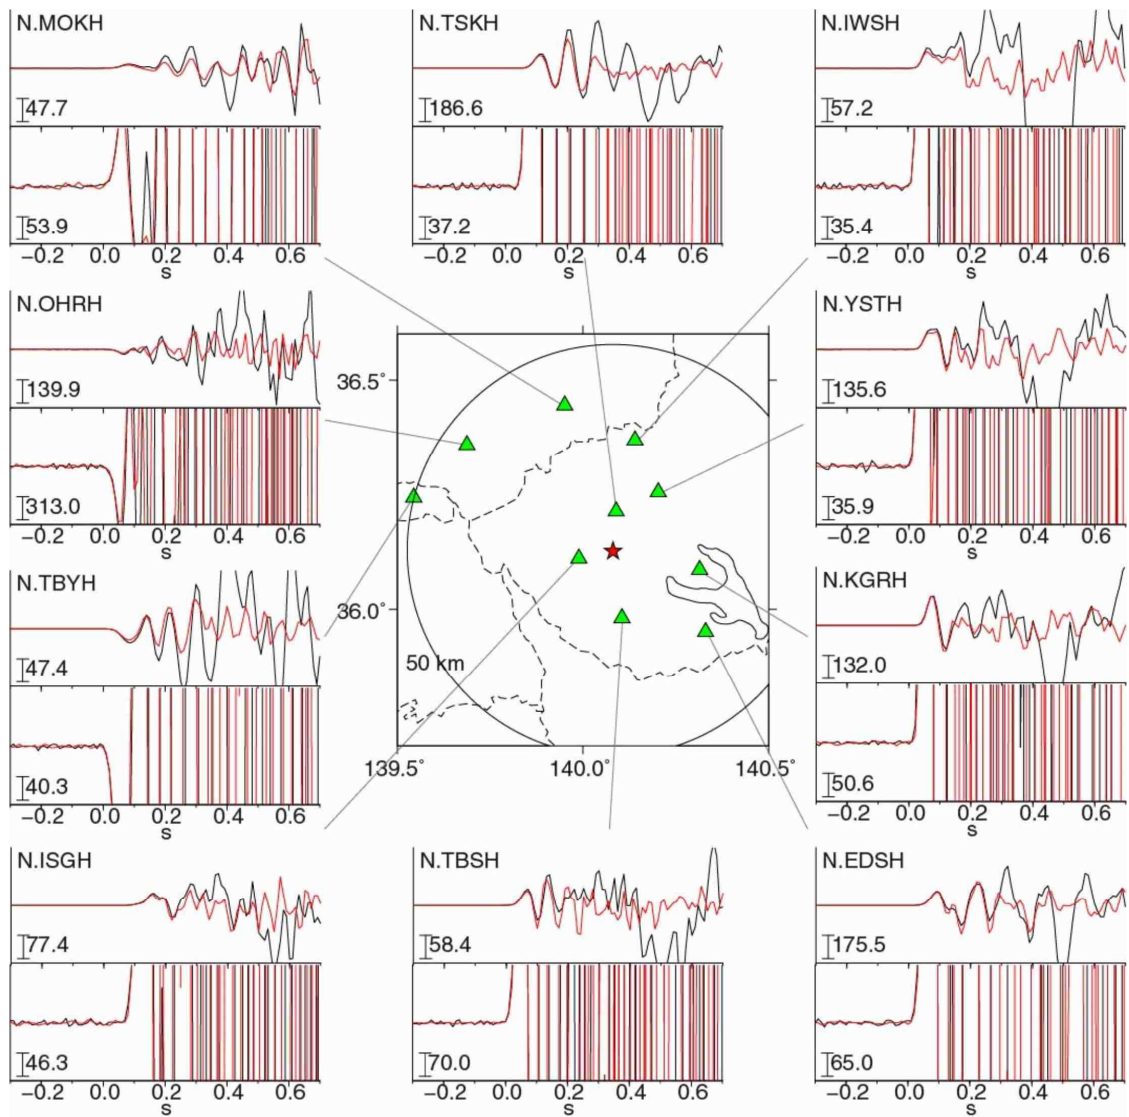 N.MOKH
47.7
53.9
−0.2 0.0 0.2 0.4 0.6
s
N.TSKH
186.6
37.2
−0.2 0.0 0.2 0.4 0.6
s
N.IWSH
57.2
35.4
−0.2 0.0 0.2 0.4 0.6
s
N.OHRH
139.9
313.0
−0.2 0.0 0.2 0.4 0.6
s
36.5°
36.0°
50 km
139.5° 140.0° 140.5°
N.YSTH
135.6
35.9
−0.2 0.0 0.2 0.4 0.6
s
N.TBYH
47.4
40.3
−0.2 0.0 0.2 0.4 0.6
s
N.KGRH
132.0
50.6
−0.2 0.0 0.2 0.4 0.6
s
N.ISGH
77.4
46.3
−0.2 0.0 0.2 0.4 0.6
s
N.TBSH
58.4
70.0
−0.2 0.0 0.2 0.4 0.6
s
N.EDSH
175.5
65.0
−0.2 0.0 0.2 0.4 0.6
s